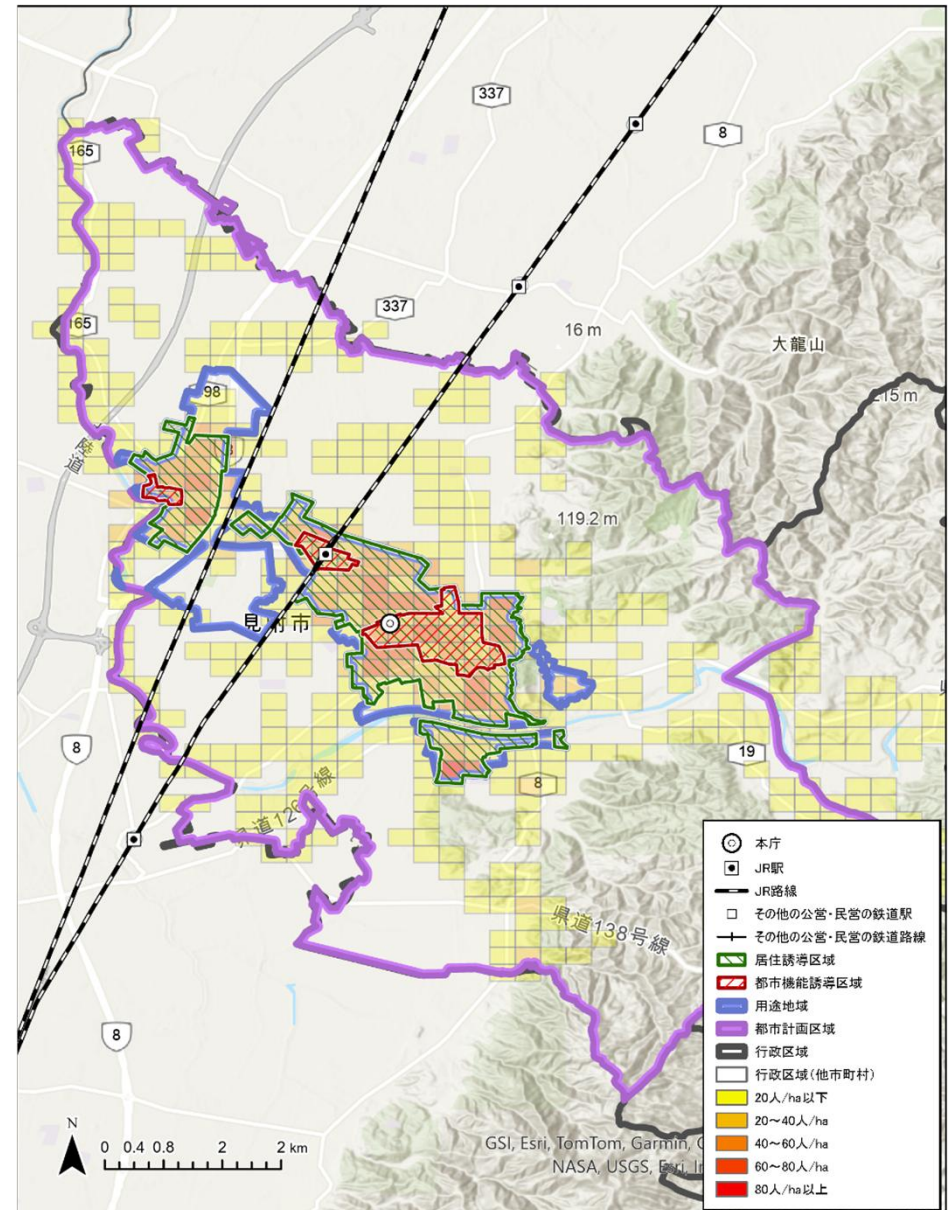 337
8
165
337
165
16 m
大龍山
215 m
98
陸道
119.2 m
見附市
8
19
8
県道126号線
県道138号線
8
N
0 0.4 0.8 2 2 km
GSI, Esri, TomTom, Garmin,
NASA, USGS, Esri,
本庁
JR駅
JR路線
その他の公営・民営の鉄道駅
その他の公営・民営の鉄道路線
居住誘導区域
都市機能誘導区域
用途地域
都市計画区域
行政区域
行政区域(他市町村)
20人/ha以下
20～40人/ha
40～60人/ha
60～80人/ha
80人/ha以上